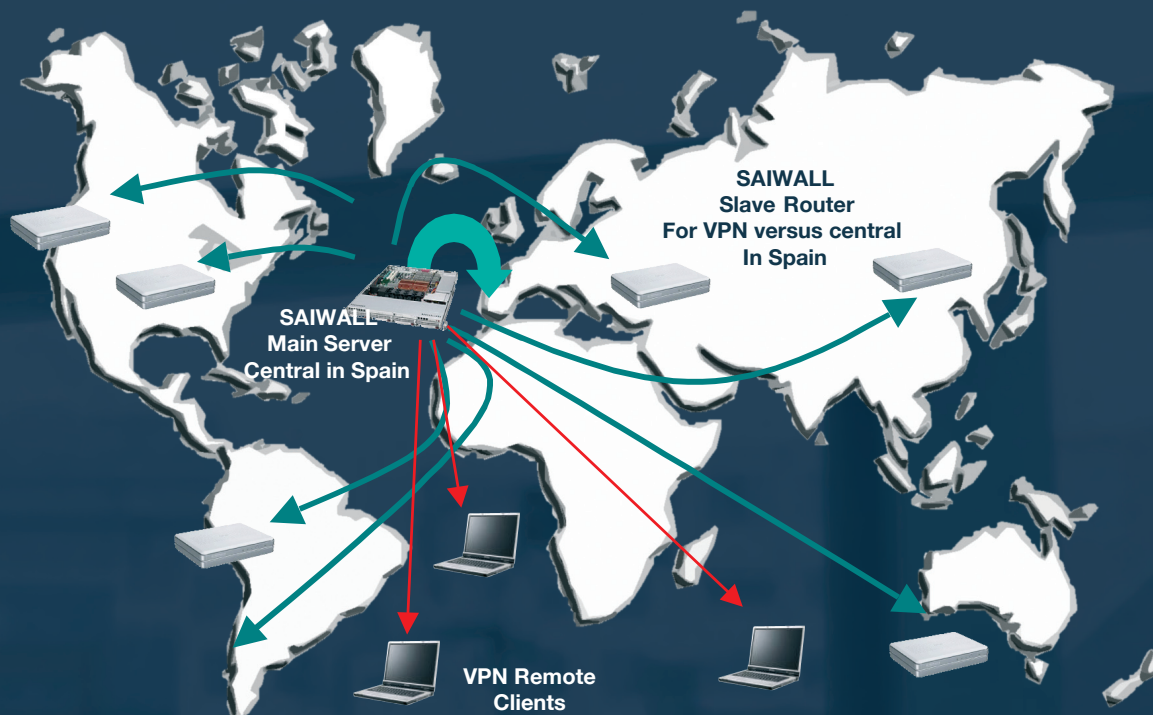 SAIWALL
Slave Router
For VPN versus central
In Spain
SAIWALL
Main Server
Central in Spain
VPN Remote
Clients